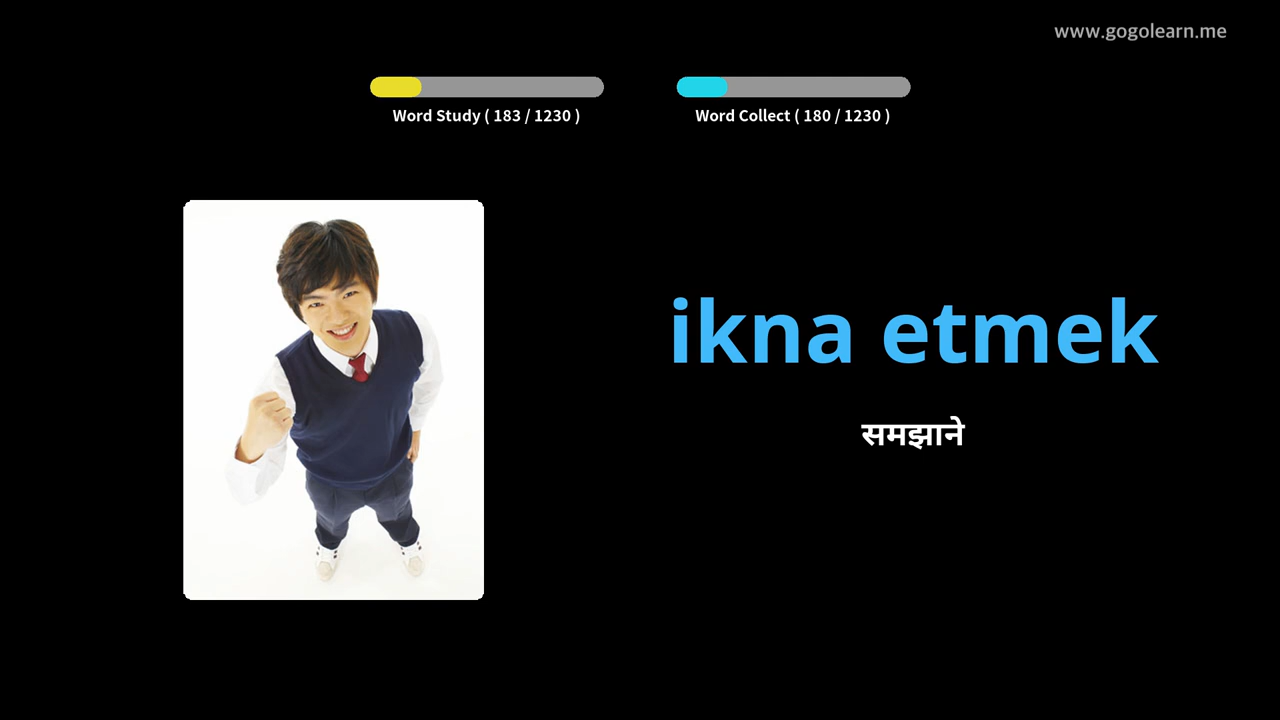 www.gogolearn.me
Word Study ( 183 / 1230 )
Word Collect ( 180 / 1230 )
ikna etmek
समझाने